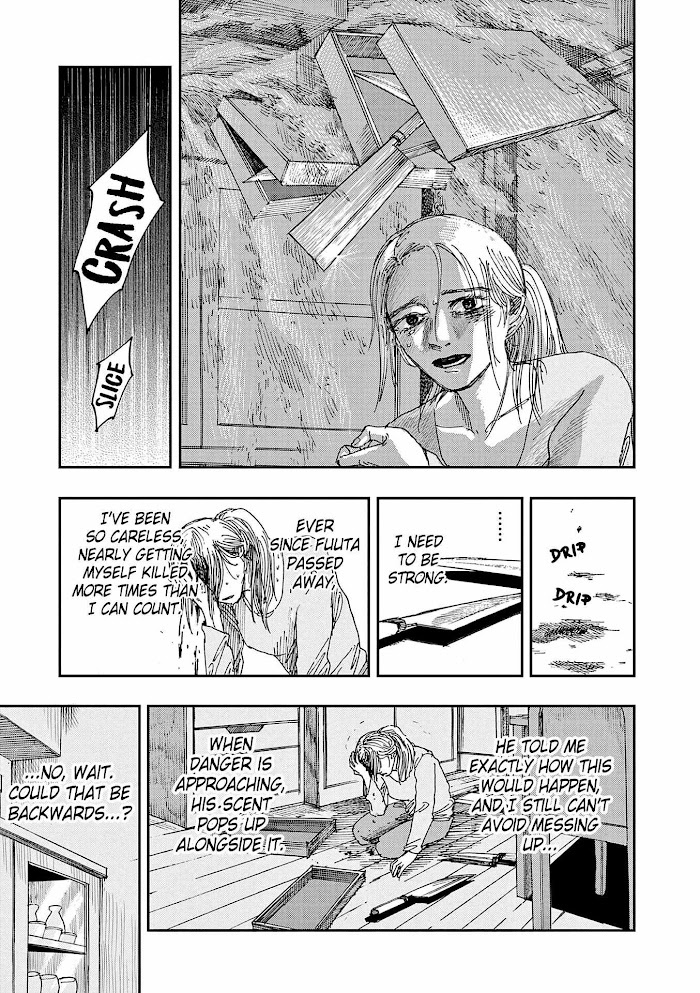 CRASH
SLICE
DRIP
DRIP
......
I NEED
TO BE
STRONG.
EVER
SINCE FUUTA
PASSED
AWAY,
I'VE BEEN
SO CARELESS,
NEARLY GETTING
MYSELF KILLED
MORE TIMES THAN
I CAN COUNT.
HE TOLD ME
EXACTLY HOW THIS
WOULD HAPPEN,
AND I STILL CAN'T
AVOID MESSING
UP...
WHEN
DANGER IS
APPROACHING,
HIS SCENT
POPS UP
ALONGSIDE IT.
...NO, WAIT.
COULD THAT BE
BACKWARDS...?